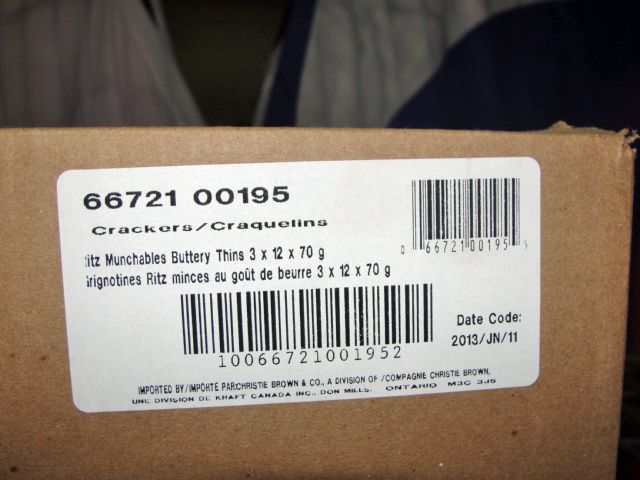 66721 00195
Crackers/Craquelins
itz Munchables Buttery Thins 3 x 12 x 70 g
rignotines Ritz minces au goût de beurre 3 x 12 x 70 g
0 66721 00195 5
10066721001952
Date Code:
2013/JN/11
IMPORTED BY/IMPORTÉ PAR:CHRISTIE BROWN & CO., A DIVISION OF /COMPAGNIE CHRISTIE BROWN,
UNE DIVISION DE KRAFT CANADA INC., DON MILLS, ONTARIO M3C 3J5